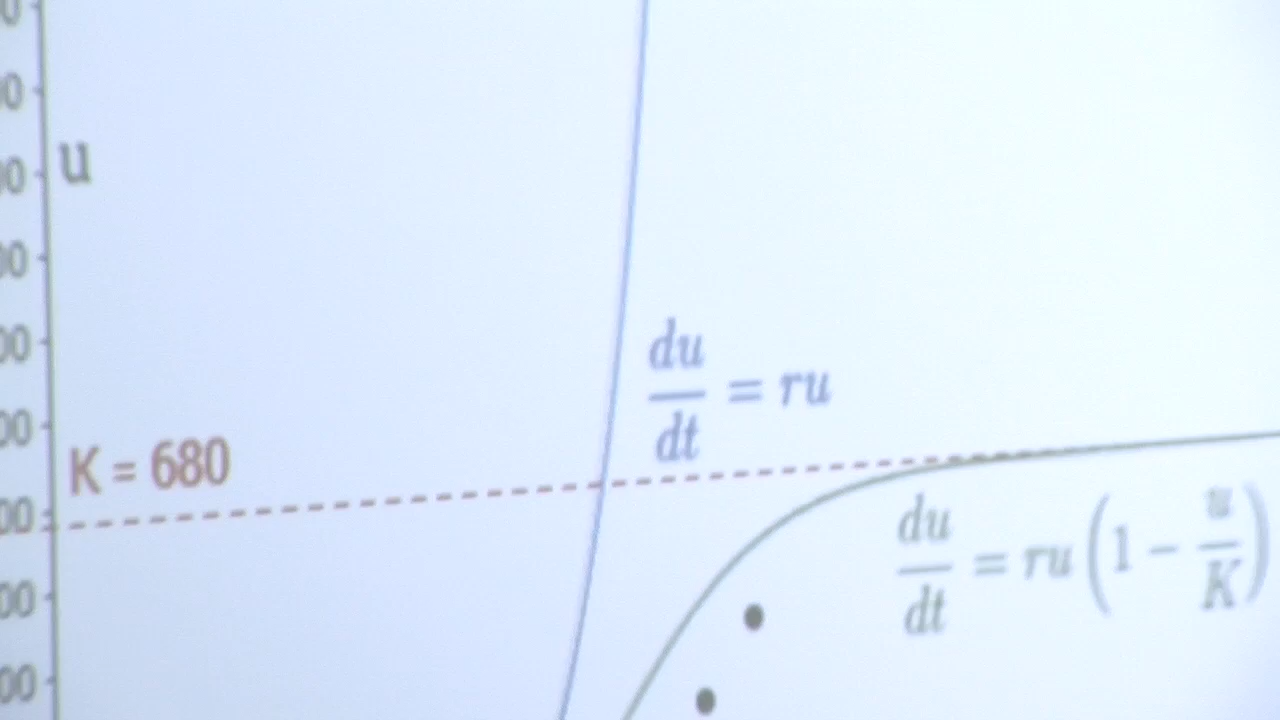 u
du/dt = ru
K = 680
du/dt = ru(1 − u/K)